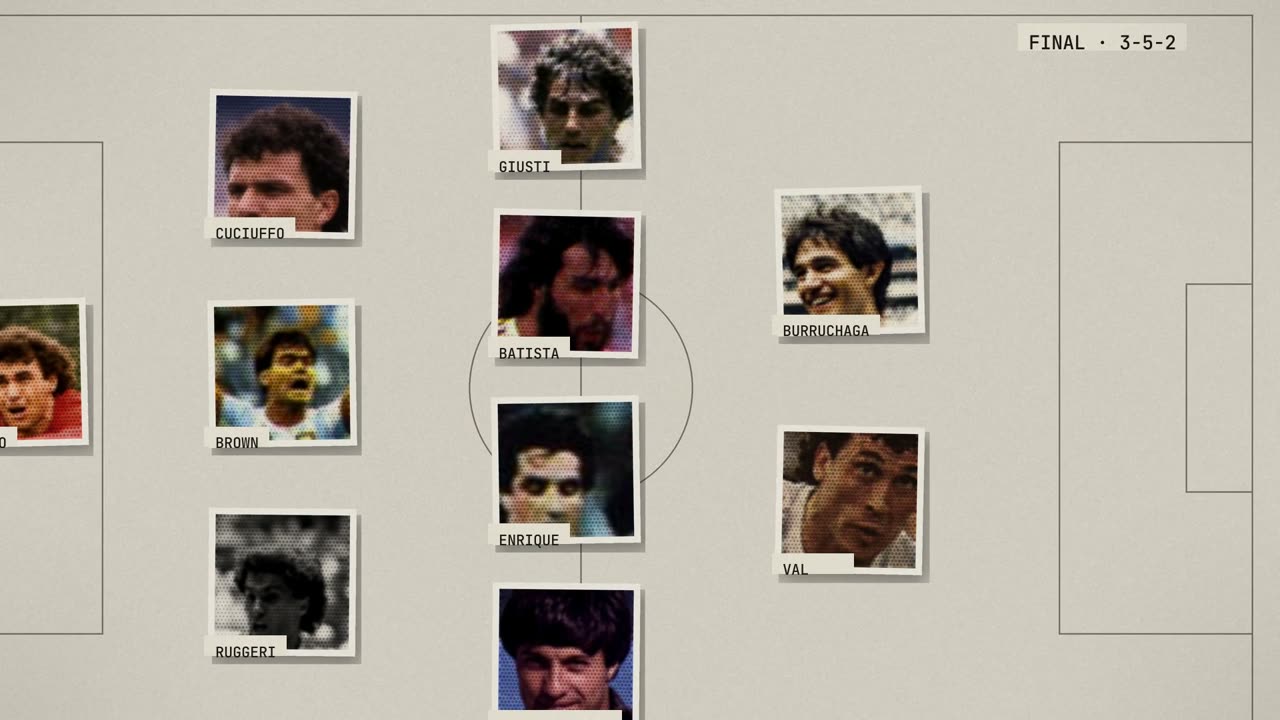 FINAL · 3-5-2
GIUSTI
CUCIUFFO
BURRUCHAGA
BATISTA
O
BROWN
ENRIQUE
VAL
RUGGERI